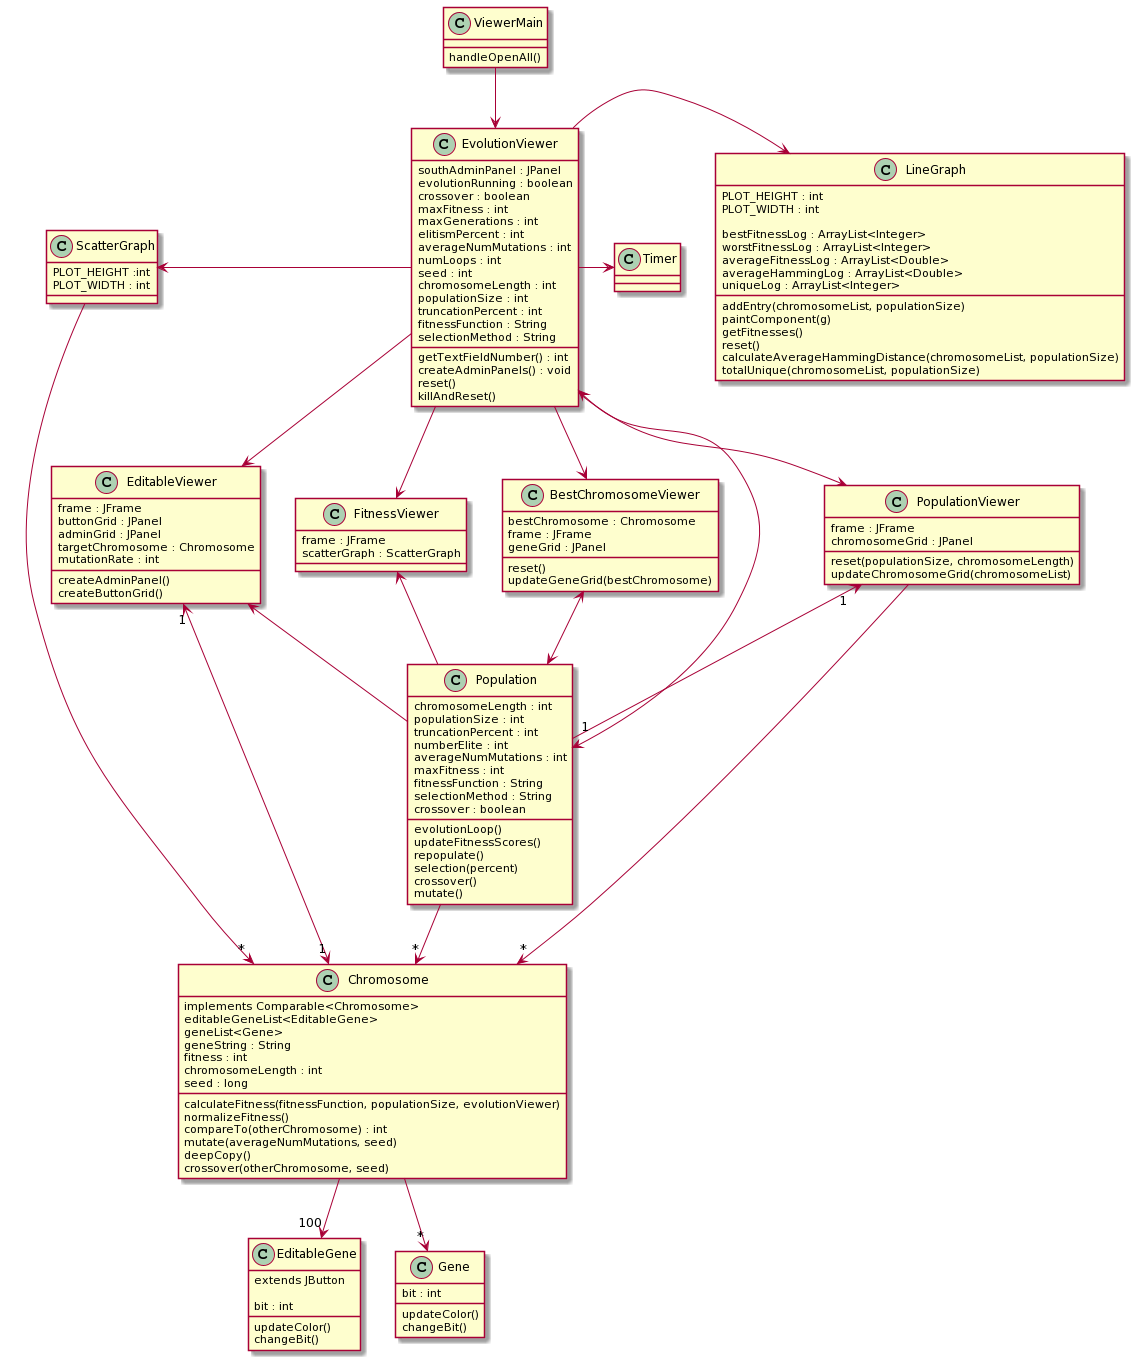 C ViewerMain
handleOpenAll()
C EvolutionViewer
southAdminPanel : JPanel
evolutionRunning : boolean
crossover : boolean
maxFitness : int
maxGenerations : int
elitismPercent : int
averageNumMutations : int
numLoops : int
seed : int
chromosomeLength : int
populationSize : int
truncationPercent : int
fitnessFunction : String
selectionMethod : String
getTextFieldNumber() : int
createAdminPanels() : void
reset()
killAndReset()
C LineGraph
PLOT_HEIGHT : int
PLOT_WIDTH : int
bestFitnessLog : ArrayList<Integer>
worstFitnessLog : ArrayList<Integer>
averageFitnessLog : ArrayList<Double>
averageHammingLog : ArrayList<Double>
uniqueLog : ArrayList<Integer>
addEntry(chromosomeList, populationSize)
paintComponent(g)
getFitnesses()
reset()
calculateAverageHammingDistance(chromosomeList, populationSize)
totalUnique(chromosomeList, populationSize)
C ScatterGraph
PLOT_HEIGHT :int
PLOT_WIDTH : int
C Timer
C EditableViewer
frame : JFrame
buttonGrid : JPanel
adminGrid : JPanel
targetChromosome : Chromosome
mutationRate : int
createAdminPanel()
createButtonGrid()
C FitnessViewer
frame : JFrame
scatterGraph : ScatterGraph
C BestChromosomeViewer
bestChromosome : Chromosome
frame : JFrame
geneGrid : JPanel
reset()
updateGeneGrid(bestChromosome)
C PopulationViewer
frame : JFrame
chromosomeGrid : JPanel
reset(populationSize, chromosomeLength)
updateChromosomeGrid(chromosomeList)
1
1
1
C Population
chromosomeLength : int
populationSize : int
truncationPercent : int
numberElite : int
averageNumMutations : int
maxFitness : int
fitnessFunction : String
selectionMethod : String
crossover : boolean
evolutionLoop()
updateFitnessScores()
repopulate()
selection(percent)
crossover()
mutate()
*
1
*
*
C Chromosome
implements Comparable<Chromosome>
editableGeneList<EditableGene>
geneList<Gene>
geneString : String
fitness : int
chromosomeLength : int
seed : long
calculateFitness(fitnessFunction, populationSize, evolutionViewer)
normalizeFitness()
compareTo(otherChromosome) : int
mutate(averageNumMutations, seed)
deepCopy()
crossover(otherChromosome, seed)
100
*
C EditableGene
extends JButton
bit : int
updateColor()
changeBit()
C Gene
bit : int
updateColor()
changeBit()